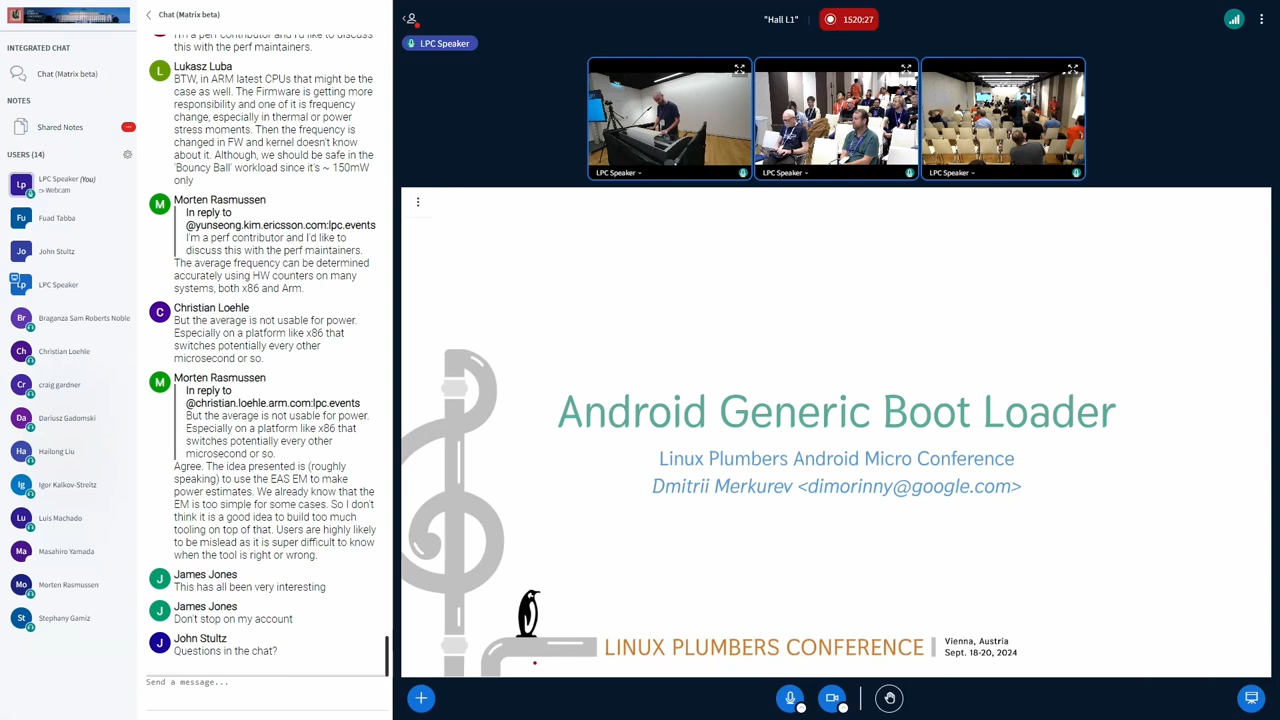 INTEGRATED CHAT
Chat (Matrix beta)
NOTES
Shared Notes
USERS (14)
Lp
LPC Speaker (You)
Webcam
Fu
Fuad Tabba
Jo
John Stultz
Lp
LPC Speaker
Br
Braganza Sam Roberts Noble
Ch
Christian Loehle
Cr
craig gardner
Da
Dariusz Gadomski
Ha
Hailong Liu
Ig
Igor Kalkov-Streitz
Lu
Luis Machado
Ma
Masahiro Yamada
Mo
Morten Rasmussen
St
Stephany Gamiz
Chat (Matrix beta)
I'm a perf contributor and I'd like to discuss
this with the perf maintainers.
L
Lukasz Luba
BTW, in ARM latest CPUs that might be the
case as well. The Firmware is getting more
responsibility and one of it is frequency
change, especially in thermal or power
stress moments. Then the frequency is
changed in FW and kernel doesn't know
about it. Although, we should be safe in the
'Bouncy Ball' workload since it's ~ 150mW
only
M
Morten Rasmussen
In reply to
@yunseong.kim.ericsson.com:lpc.events
I'm a perf contributor and I'd like to
discuss this with the perf maintainers.
The average frequency can be determined
accurately using HW counters on many
systems, both x86 and Arm.
C
Christian Loehle
But the average is not usable for power.
Especially on a platform like x86 that
switches potentially every other
microsecond or so.
M
Morten Rasmussen
In reply to
@christian.loehle.arm.com:lpc.events
But the average is not usable for power.
Especially on a platform like x86 that
switches potentially every other
microsecond or so.
Agree. The idea presented is (roughly
speaking) to use the EAS EM to make
power estimates. We already know that the
EM is too simple for some cases. So I don't
think it is a good idea to build too much
tooling on top of that. Users are highly likely
to be mislead as it is super difficult to know
when the tool is right or wrong.
J
James Jones
This has all been very interesting
J
James Jones
Don't stop on my account
J
John Stultz
Questions in the chat?
Send a message...
"Hall L1"
1520:27
LPC Speaker
LPC Speaker
LPC Speaker
LPC Speaker
Android Generic Boot Loader
Linux Plumbers Android Micro Conference
Dmitrii Merkurev <dimorinny@google.com>
LINUX PLUMBERS CONFERENCE
Vienna, Austria
Sept. 18-20, 2024